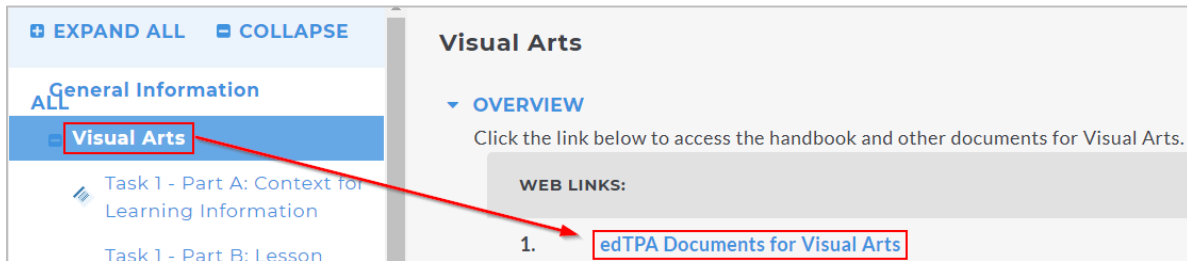 EXPAND ALL COLLAPSE
ALL
General Information
Visual Arts
Task 1 - Part A: Context for
Learning Information
Task 1 - Part B: Lesson
Visual Arts
OVERVIEW
Click the link below to access the handbook and other documents for Visual Arts.
WEB LINKS:
1. edTPA Documents for Visual Arts